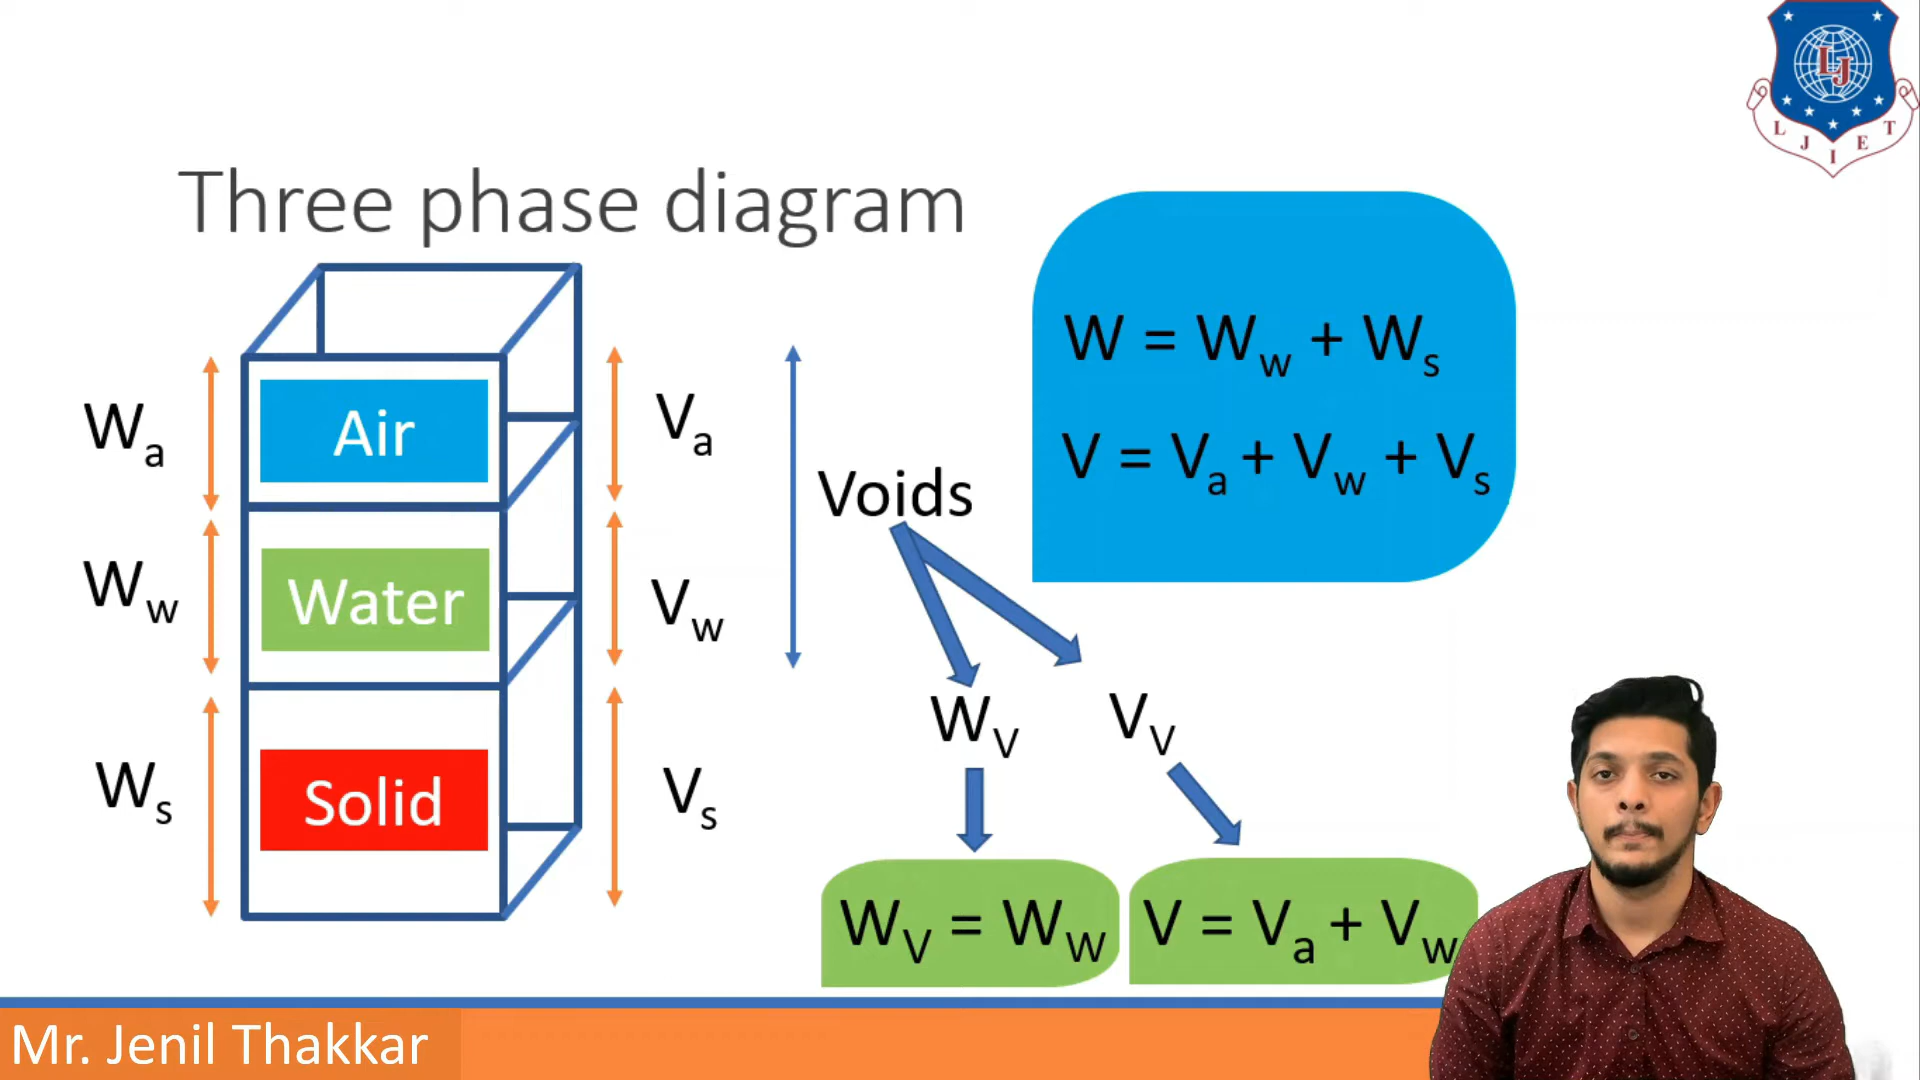 L J I E T
LJ
Three phase diagram
W = Ww + Ws
V = Va + Vw + Vs
Wa
Air
Va
Voids
Ww
Water
Vw
WV
VV
Ws
Solid
Vs
WV = WW
V = Va + Vw
Mr. Jenil Thakkar